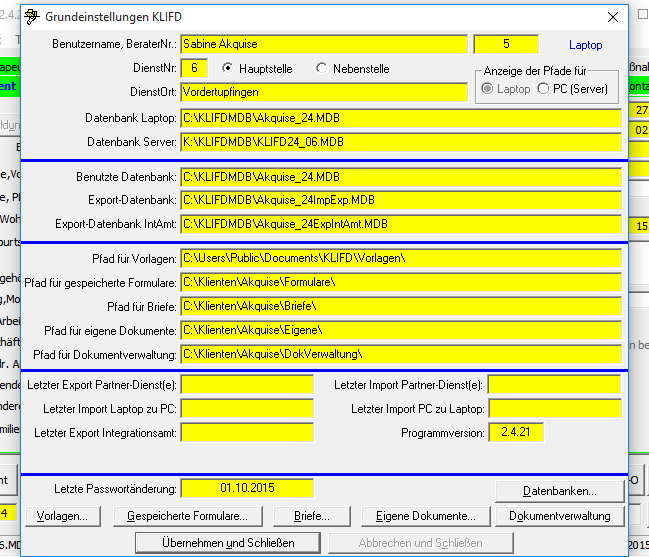 Grundeinstellungen KLIFD
Benutzername, BeraterNr.: Sabine Akquise 5 Laptop
DienstNr: 6 Hauptstelle Nebenstelle
Anzeige der Pfade für
Laptop PC (Server)
DienstOrt: Vordertupfingen
Datenbank Laptop: C:\KLIFDMDB\Akquise_24.MDB
Datenbank Server: K:\KLIFDMDB\KLIFD24_06.MDB
Benutzte Datenbank: C:\KLIFDMDB\Akquise_24.MDB
Export-Datenbank: C:\KLIFDMDB\Akquise_24ImpExp.MDB
Export-Datenbank IntAmt: C:\KLIFDMDB\Akquise_24ExpIntAmt.MDB
Pfad für Vorlagen: C:\Users\Public\Documents\KLIFD\Vorlagen\
Pfad für gespeicherte Formulare: C:\Klienten\Akquise\Formulare\
Pfad für Briefe: C:\Klienten\Akquise\Briefe\
Pfad für eigene Dokumente: C:\Klienten\Akquise\Eigene\
Pfad für Dokumentverwaltung: C:\Klienten\Akquise\DokVerwaltung\
Letzter Export Partner-Dienst(e): Letzter Import Partner-Dienst(e):
Letzter Import Laptop zu PC: Letzter Import PC zu Laptop:
Letzter Export Integrationsamt: Programmversion: 2.4.21
Letzte Passwortänderung: 01.10.2015 Datenbanken...
Vorlagen... Gespeicherte Formulare... Briefe... Eigene Dokumente... Dokumentverwaltung
Übernehmen und Schließen Abbrechen und Schließen